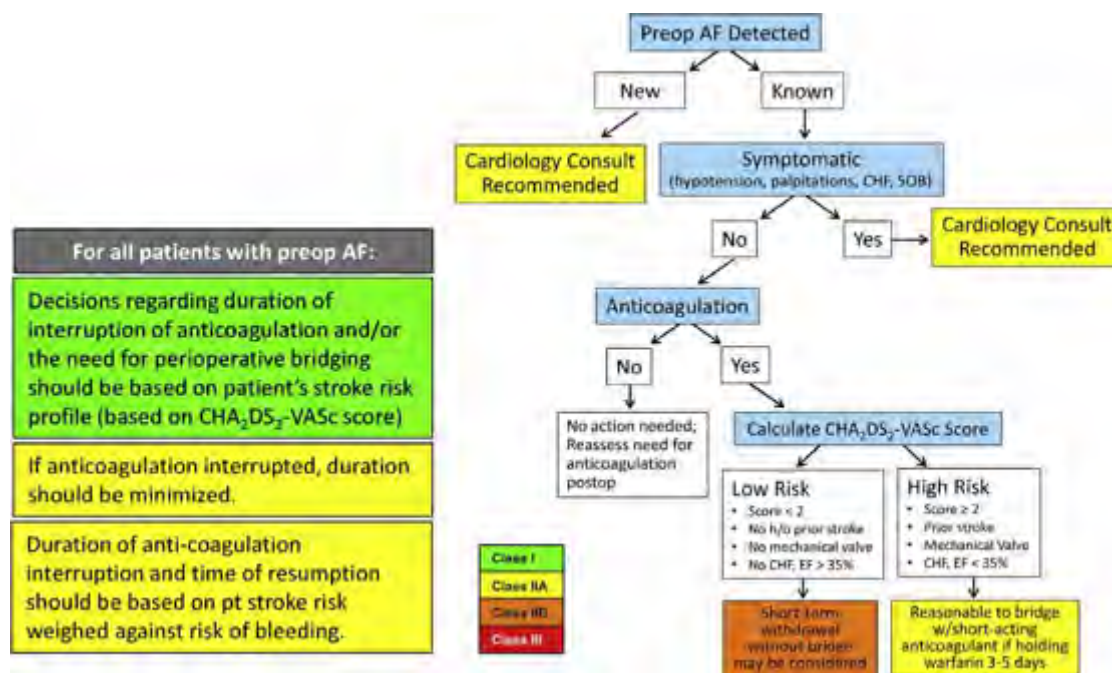 Preop AF Detected
New
Known
Cardiology Consult
Recommended
Symptomatic
(hypotension, palpitations, CHF, SOB)
No
Yes
Cardiology Consult
Recommended
Anticoagulation
No
Yes
No action needed;
Reassess need for
anticoagulation
postop
Calculate CHA₂DS₂-VASc Score
Low Risk
• Score < 2
• No h/o prior stroke
• No mechanical valve
• No CHF, EF > 35%
High Risk
• Score ≥ 2
• Prior stroke
• Mechanical Valve
• CHF, EF < 35%
Short term
withdrawal
without bridge
may be considered
Reasonable to bridge
w/short-acting
anticoagulant if holding
warfarin 3-5 days
For all patients with preop AF:
Decisions regarding duration of
interruption of anticoagulation and/or
the need for perioperative bridging
should be based on patient's stroke risk
profile (based on CHA₂DS₂-VASc score)
If anticoagulation interrupted, duration
should be minimized.
Duration of anti-coagulation
interruption and time of resumption
should be based on pt stroke risk
weighed against risk of bleeding.
Class I
Class IIA
Class IIB
Class III